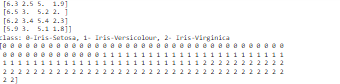 [6.3 2.5 5.  1.9]
[6.5 3.  5.2 2. ]
[6.2 3.4 5.4 2.3]
[5.9 3.  5.1 1.8]]
class: 0-Iris-Setosa, 1- Iris-Versicolour, 2- Iris-Virginica
[0 0 0 0 0 0 0 0 0 0 0 0 0 0 0 0 0 0 0 0 0 0 0 0 0 0 0 0 0 0 0 0 0 0 0 0 0
0 0 0 0 0 0 0 0 0 0 0 0 0 1 1 1 1 1 1 1 1 1 1 1 1 1 1 1 1 1 1 1 1 1 1 1 1
1 1 1 1 1 1 1 1 1 1 1 1 1 1 1 1 1 1 1 1 1 1 1 1 1 1 2 2 2 2 2 2 2 2 2 2 2
2 2 2 2 2 2 2 2 2 2 2 2 2 2 2 2 2 2 2 2 2 2 2 2 2 2 2 2 2 2 2 2 2 2 2 2 2
2 2]